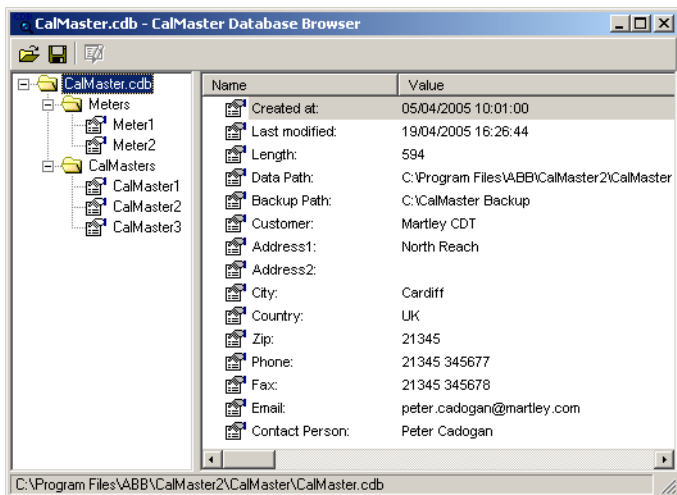 CalMaster.cdb - CalMaster Database Browser
CalMaster.cdb
Meters
Meter1
Meter2
CalMasters
CalMaster1
CalMaster2
CalMaster3
Name Value
Created at: 05/04/2005 10:01:00
Last modified: 19/04/2005 16:26:44
Length: 594
Data Path: C:\Program Files\ABB\CalMaster2\CalMaster
Backup Path: C:\CalMaster Backup
Customer: Martley CDT
Address1: North Reach
Address2:
City: Cardiff
Country: UK
Zip: 21345
Phone: 21345 345677
Fax: 21345 345678
Email: peter.cadogan@martley.com
Contact Person: Peter Cadogan
C:\Program Files\ABB\CalMaster2\CalMaster\CalMaster.cdb